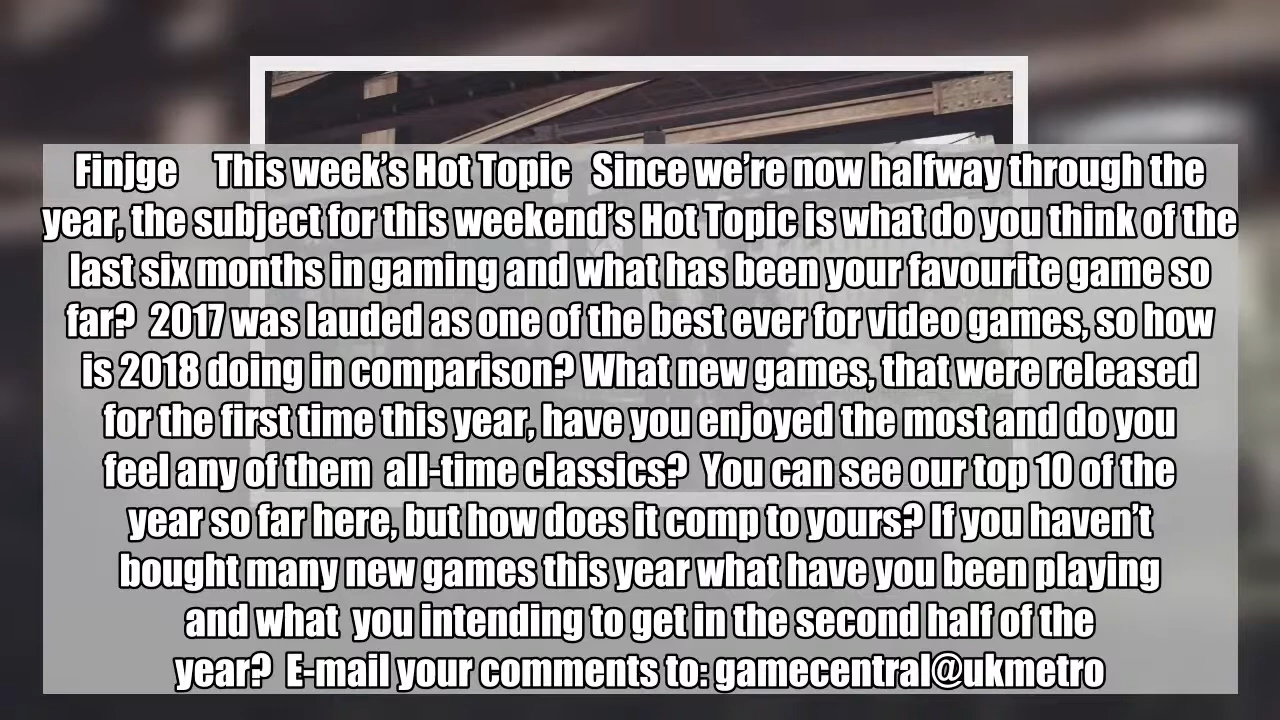 Finjge This week's Hot Topic Since we're now halfway through the
year, the subject for this weekend's Hot Topic is what do you think of the
last six months in gaming and what has been your favourite game so
far? 2017 was lauded as one of the best ever for video games, so how
is 2018 doing in comparison? What new games, that were released
for the first time this year, have you enjoyed the most and do you
feel any of them all-time classics? You can see our top 10 of the
year so far here, but how does it comp to yours? If you haven't
bought many new games this year what have you been playing
and what you intending to get in the second half of the
year? E-mail your comments to: gamecentral@ukmetro